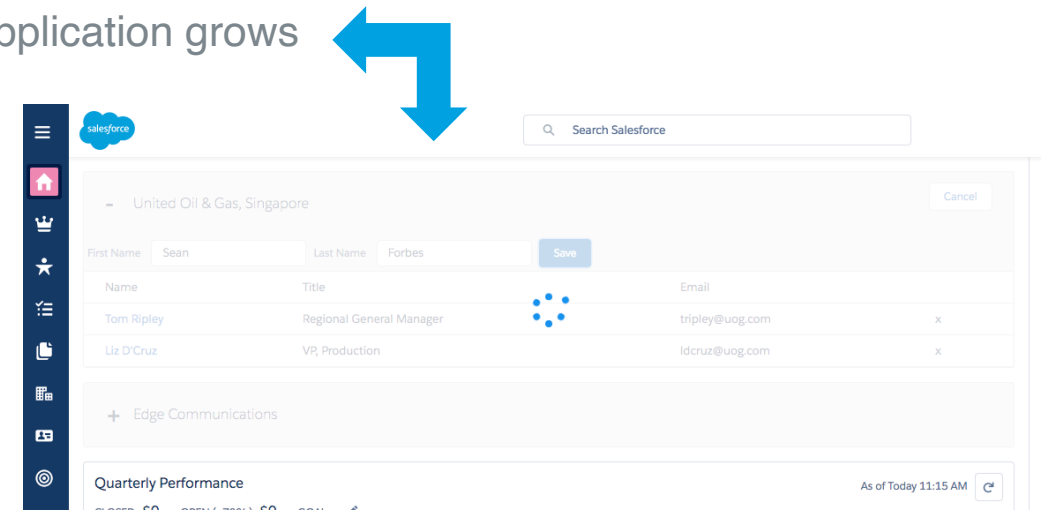 application grows
salesforce
Search Salesforce
- United Oil & Gas, Singapore
Cancel
First Name Sean Last Name Forbes Save
Name Title Email
Tom Ripley Regional General Manager tripley@uog.com x
Liz D'Cruz VP, Production ldcruz@uog.com x
+ Edge Communications
Quarterly Performance
As of Today 11:15 AM